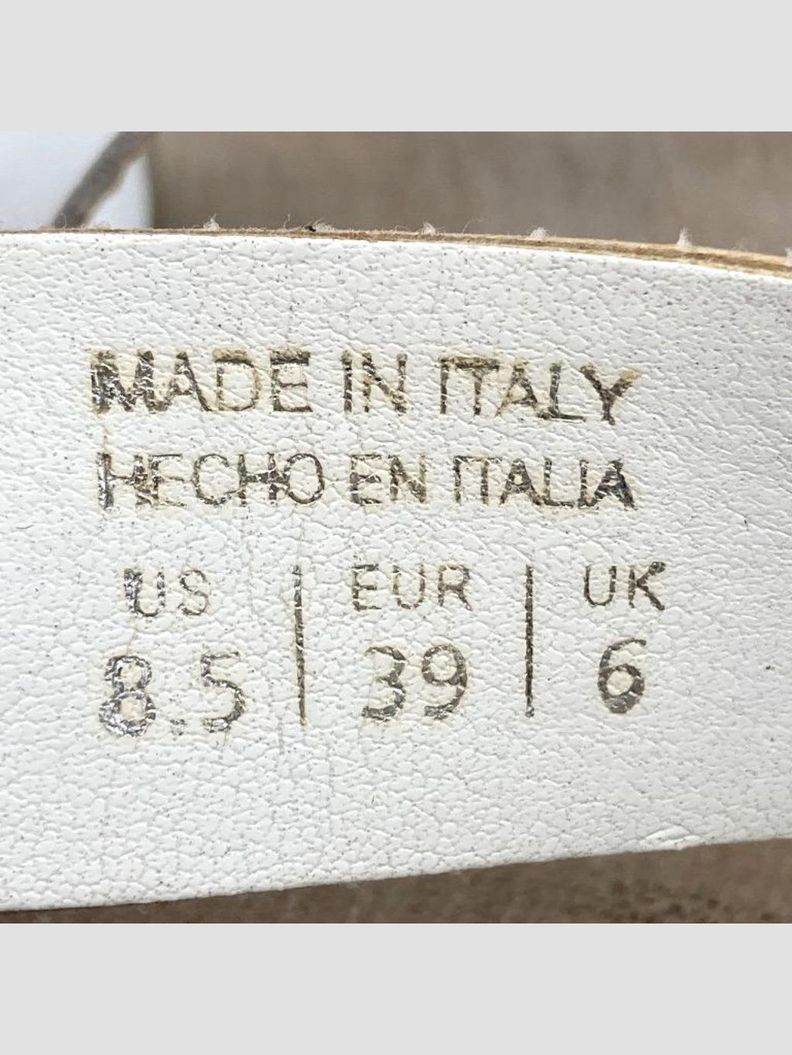 MADE IN ITALY
HECHO EN ITALIA
US | EUR | UK
8.5 | 39 | 6